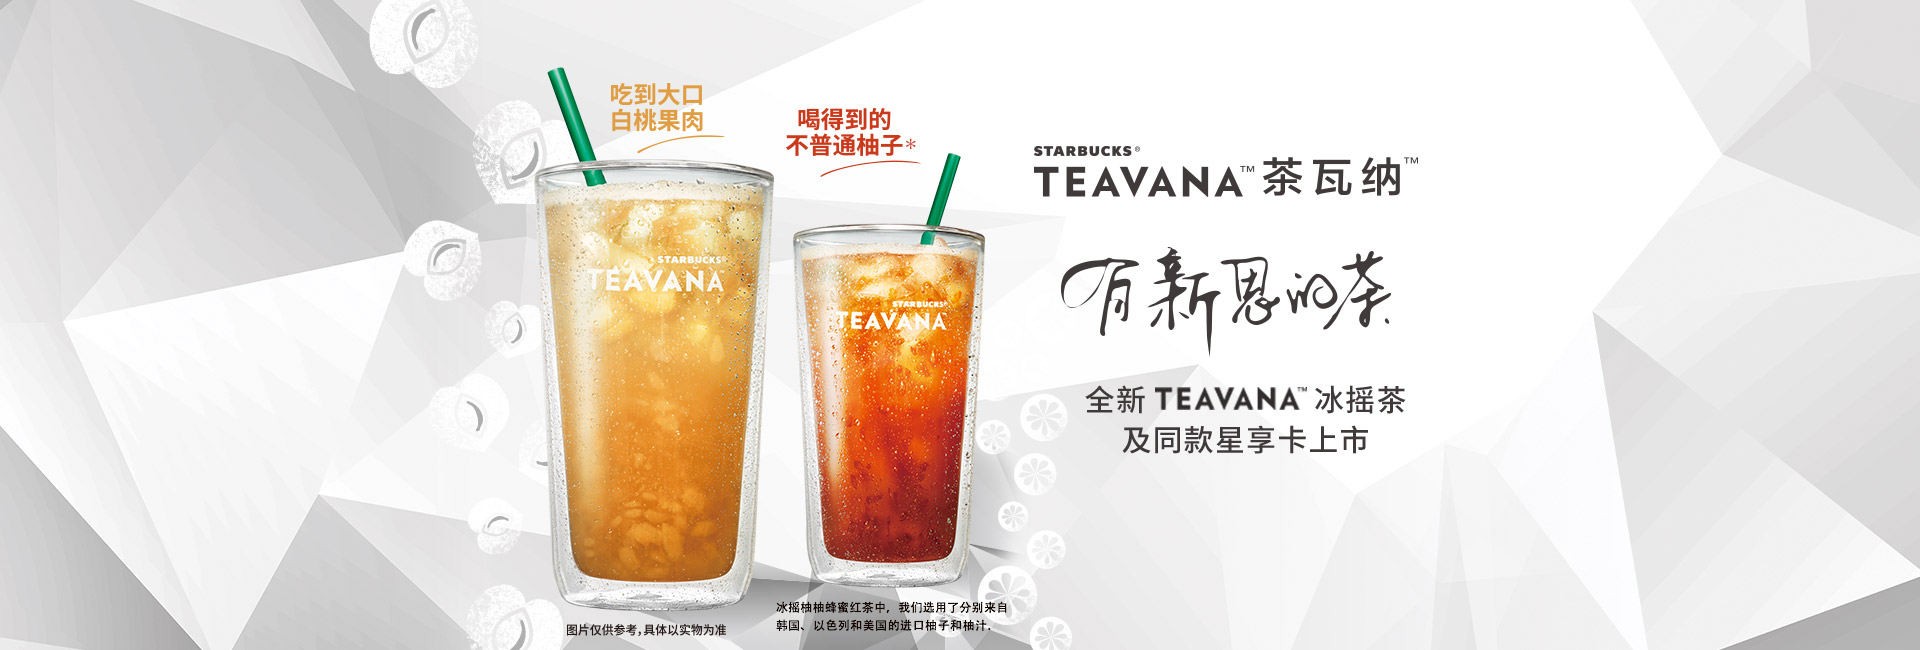 吃到大口
白桃果肉
喝得到的
不普通柚子*
STARBUCKS®
TEAVANA™ 茶瓦纳™
STARBUCKS®
TEAVANA™
STARBUCKS®
TEAVANA™
有新恩的茶
全新 TEAVANA™ 冰摇茶
及同款星享卡上市
图片仅供参考，具体以实物为准
冰摇柚柚蜂蜜红茶中，我们选用了分别来自
韩国、以色列和美国的进口柚子和柚汁.